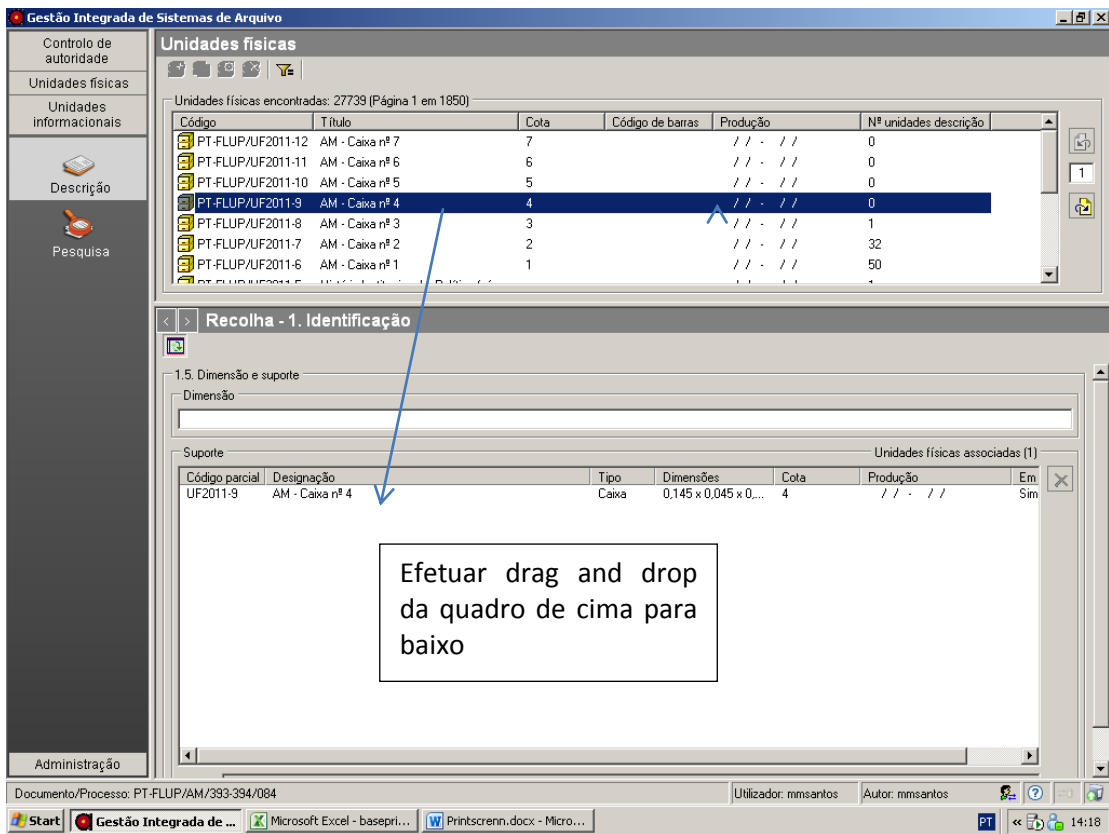 Gestão Integrada de Sistemas de Arquivo
Controlo de
autoridade
Unidades físicas
Unidades
informacionais
Descrição
Pesquisa
Administração
Unidades físicas
Unidades físicas encontradas: 27739 (Página 1 em 1850)
Código Título Cota Código de barras Produção Nº unidades descrição
PT-FLUP/UF2011-12 AM - Caixa nº 7 7 / / - / / 0
PT-FLUP/UF2011-11 AM - Caixa nº 6 6 / / - / / 0
PT-FLUP/UF2011-10 AM - Caixa nº 5 5 / / - / / 0
PT-FLUP/UF2011-9 AM - Caixa nº 4 4 / / - / / 0
PT-FLUP/UF2011-8 AM - Caixa nº 3 3 / / - / / 1
PT-FLUP/UF2011-7 AM - Caixa nº 2 2 / / - / / 32
PT-FLUP/UF2011-6 AM - Caixa nº 1 1 / / - / / 50
1
< > Recolha - 1. Identificação
1.5. Dimensão e suporte
Dimensão
Suporte Unidades físicas associadas (1)
Código parcial Designação Tipo Dimensões Cota Produção Em
UF2011-9 AM - Caixa nº 4 Caixa 0,145 x 0,045 x 0,... 4 / / - / / Sim
Efetuar drag and drop
da quadro de cima para
baixo
Documento/Processo: PT-FLUP/AM/393-394/084 Utilizador: mmsantos Autor: mmsantos
Start Gestão Integrada de ... Microsoft Excel - basepri... Printscrenn.docx - Micro... PT « 14:18